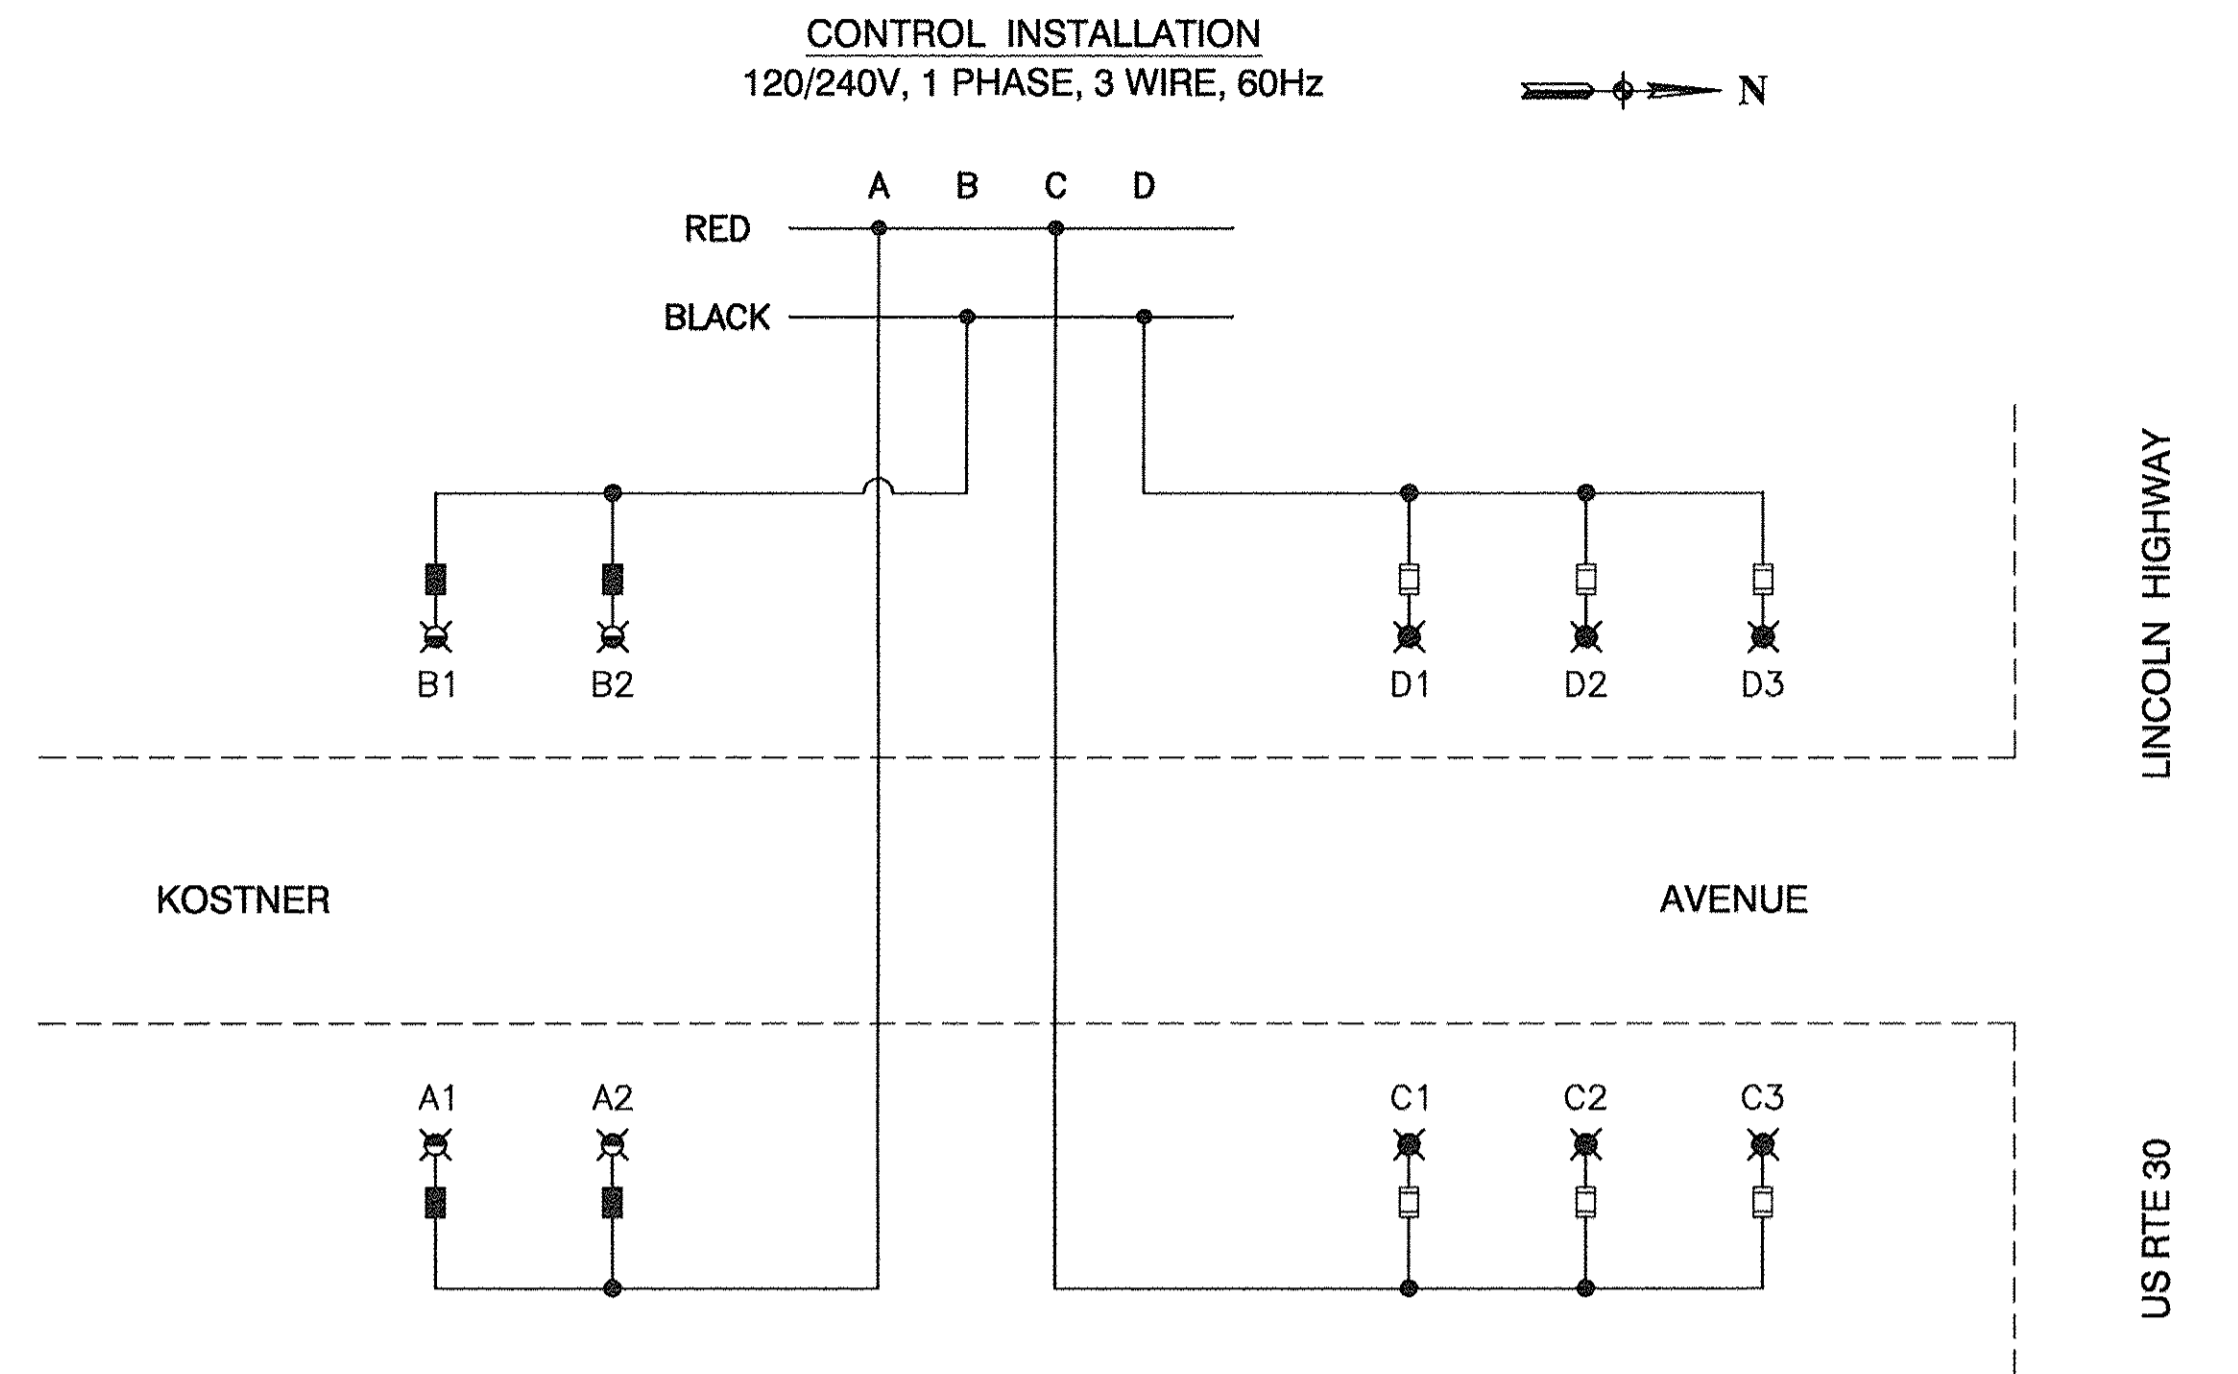 CONTROL INSTALLATION
120/240V, 1 PHASE, 3 WIRE, 60Hz
N
A B C D
RED
BLACK
B1 B2 D1 D2 D3
LINCOLN HIGHWAY
KOSTNER AVENUE
A1 A2 C1 C2 C3
US RTE 30